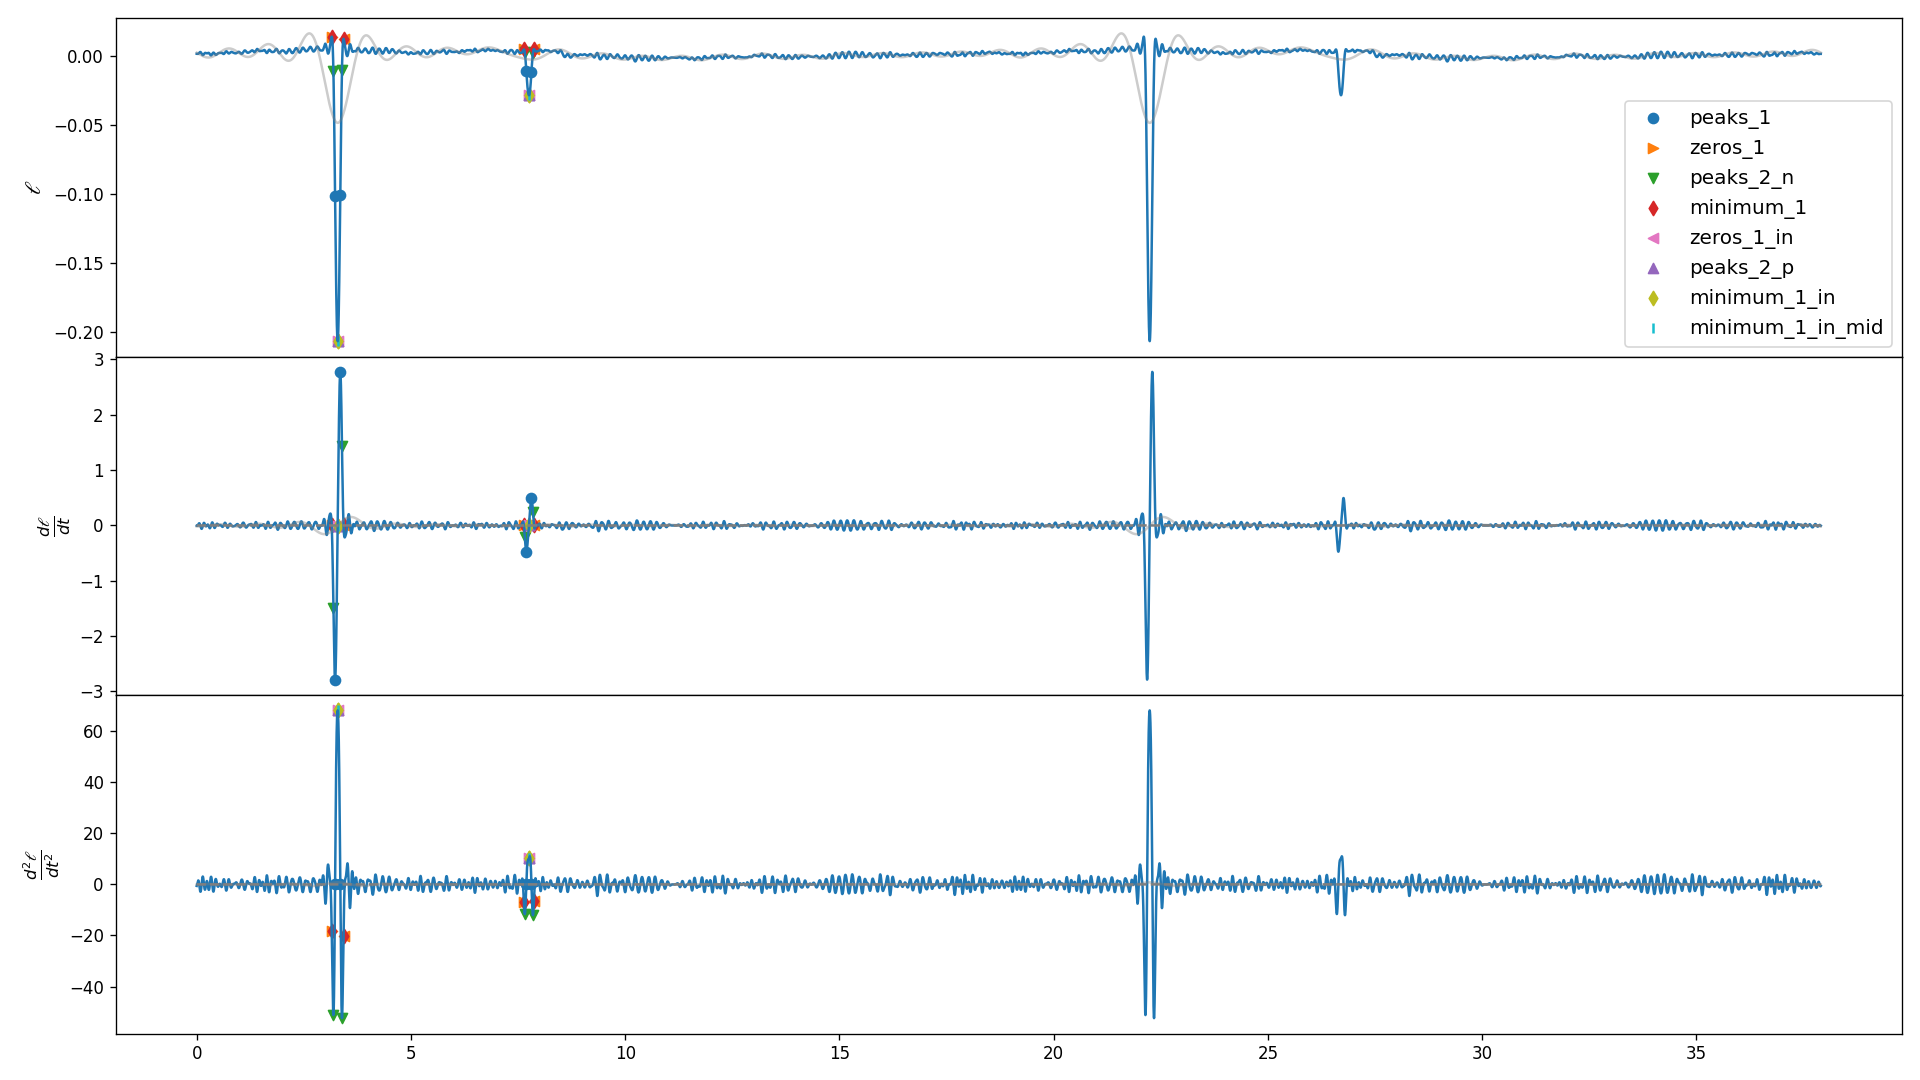 0.00
−0.05
−0.10
−0.15
−0.20
ℓ
peaks_1
zeros_1
peaks_2_n
minimum_1
zeros_1_in
peaks_2_p
minimum_1_in
minimum_1_in_mid
3
2
1
0
−1
−2
−3
dℓ/dt
60
40
20
0
−20
−40
d²ℓ/dt²
0 5 10 15 20 25 30 35